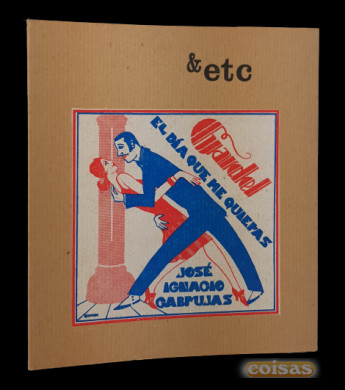 & etc
Gardel
EL DÍA QUE ME QUIERAS
JOSÉ
IGNACIO
CABRUJAS
coisas